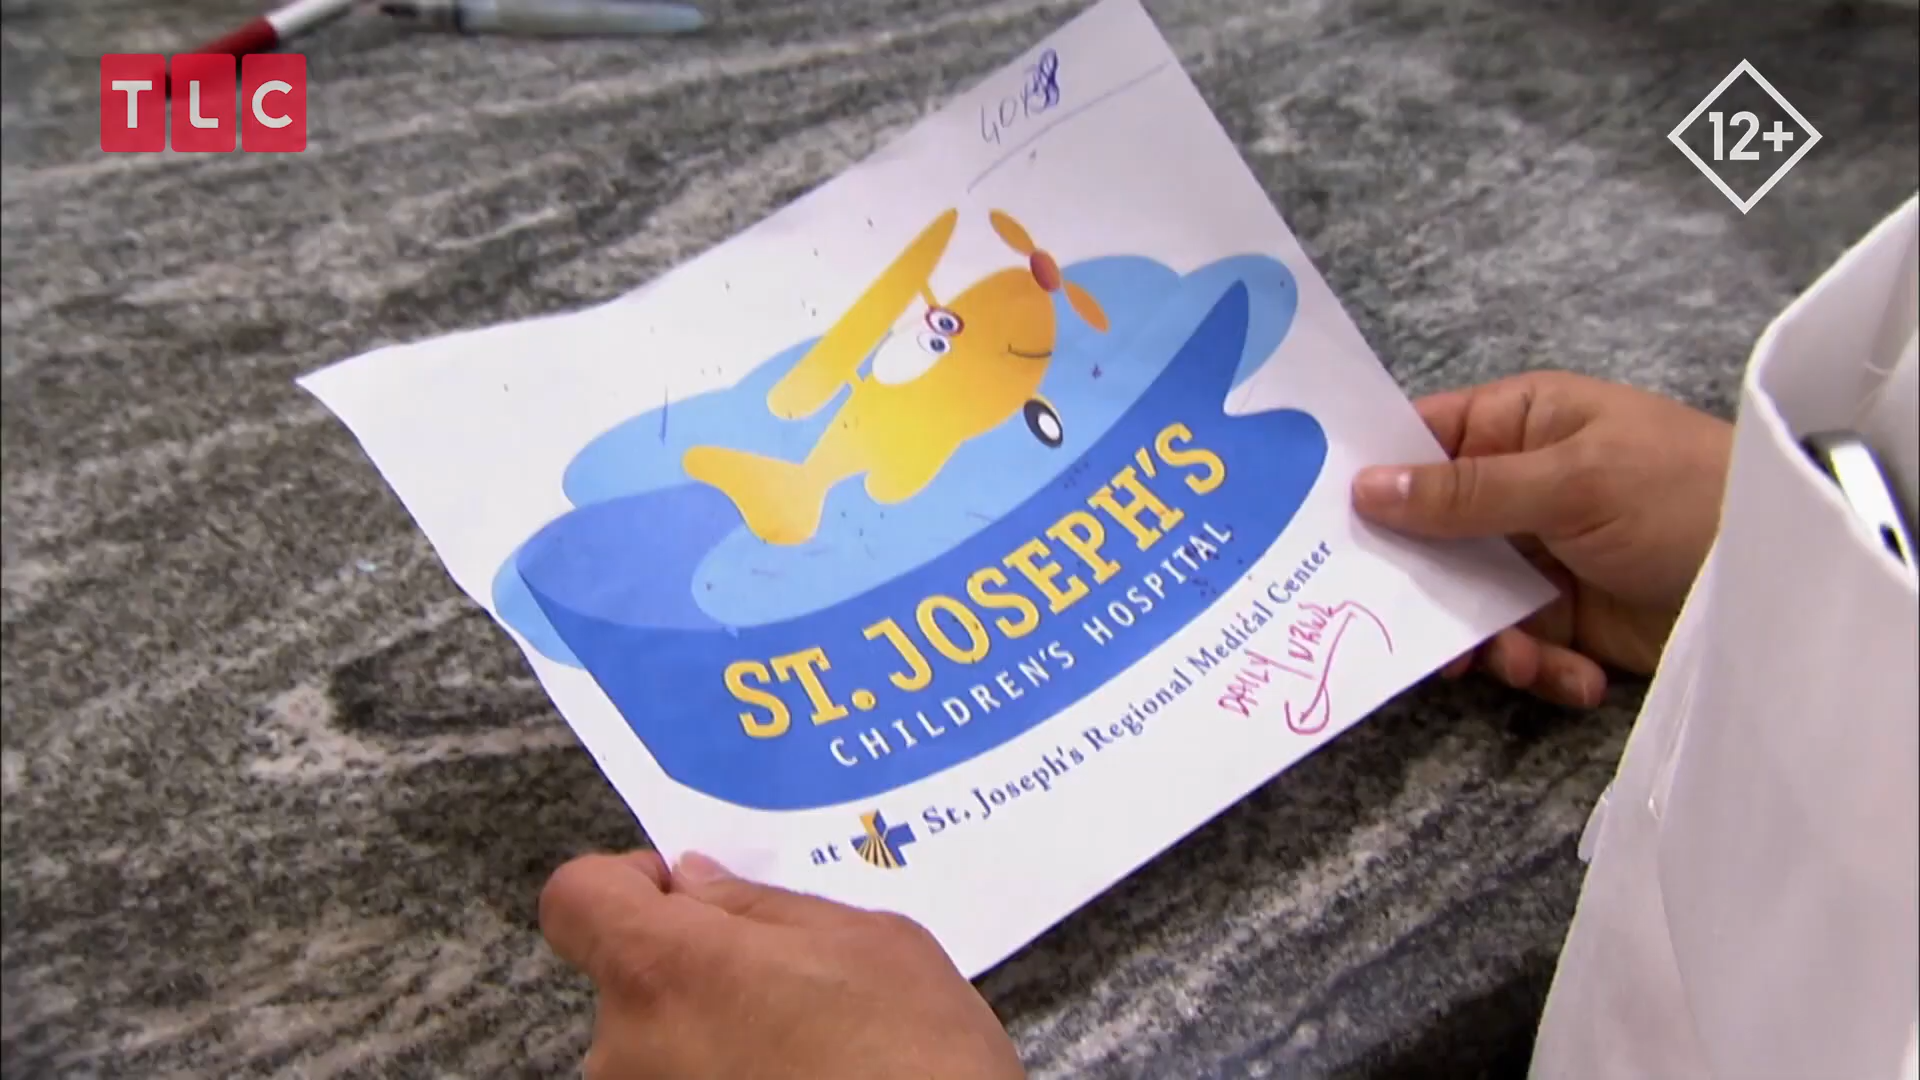 TLC
12+
ST. JOSEPH'S
CHILDREN'S HOSPITAL
at St. Joseph's Regional Medical Center
DAILY